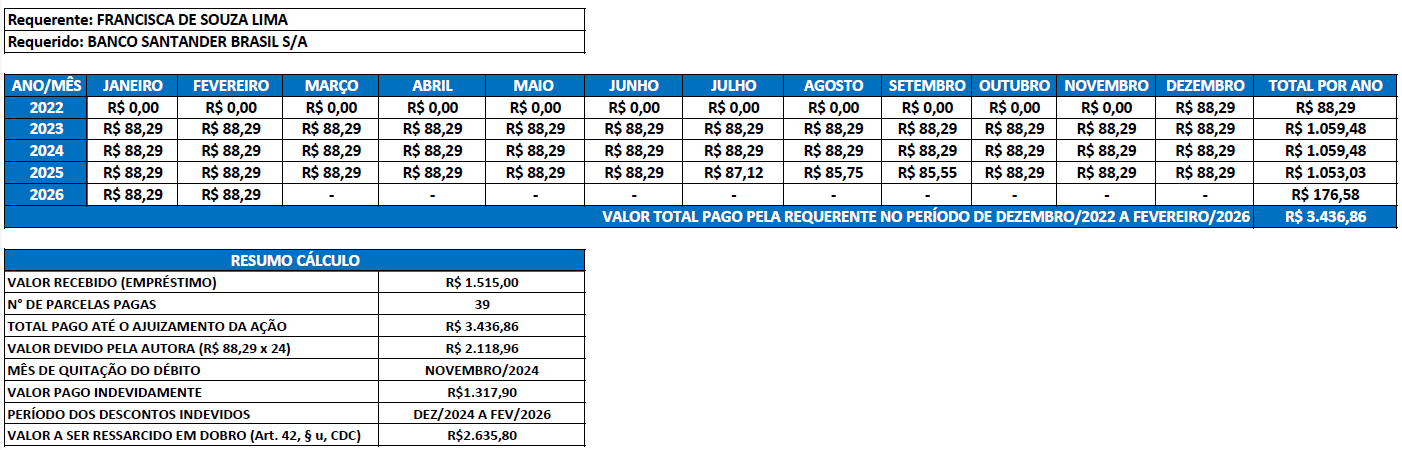 Requerente: FRANCISCA DE SOUZA LIMA
Requerido: BANCO SANTANDER BRASIL S/A
ANO/MÊS JANEIRO FEVEREIRO MARÇO ABRIL MAIO JUNHO JULHO AGOSTO SETEMBRO OUTUBRO NOVEMBRO DEZEMBRO TOTAL POR ANO
2022 R$ 0,00 R$ 0,00 R$ 0,00 R$ 0,00 R$ 0,00 R$ 0,00 R$ 0,00 R$ 0,00 R$ 0,00 R$ 0,00 R$ 0,00 R$ 88,29 R$ 88,29
2023 R$ 88,29 R$ 88,29 R$ 88,29 R$ 88,29 R$ 88,29 R$ 88,29 R$ 88,29 R$ 88,29 R$ 88,29 R$ 88,29 R$ 88,29 R$ 88,29 R$ 1.059,48
2024 R$ 88,29 R$ 88,29 R$ 88,29 R$ 88,29 R$ 88,29 R$ 88,29 R$ 88,29 R$ 88,29 R$ 88,29 R$ 88,29 R$ 88,29 R$ 88,29 R$ 1.059,48
2025 R$ 88,29 R$ 88,29 R$ 88,29 R$ 88,29 R$ 88,29 R$ 88,29 R$ 87,12 R$ 85,75 R$ 85,55 R$ 88,29 R$ 88,29 R$ 88,29 R$ 1.053,03
2026 R$ 88,29 R$ 88,29 - - - - - - - - - - R$ 176,58
VALOR TOTAL PAGO PELA REQUERENTE NO PERÍODO DE DEZEMBRO/2022 A FEVEREIRO/2026 R$ 3.436,86
RESUMO CÁLCULO
VALOR RECEBIDO (EMPRÉSTIMO) R$ 1.515,00
N° DE PARCELAS PAGAS 39
TOTAL PAGO ATÉ O AJUIZAMENTO DA AÇÃO R$ 3.436,86
VALOR DEVIDO PELA AUTORA (R$ 88,29 x 24) R$ 2.118,96
MÊS DE QUITAÇÃO DO DÉBITO NOVEMBRO/2024
VALOR PAGO INDEVIDAMENTE R$1.317,90
PERÍODO DOS DESCONTOS INDEVIDOS DEZ/2024 A FEV/2026
VALOR A SER RESSARCIDO EM DOBRO (Art. 42, § u, CDC) R$2.635,80